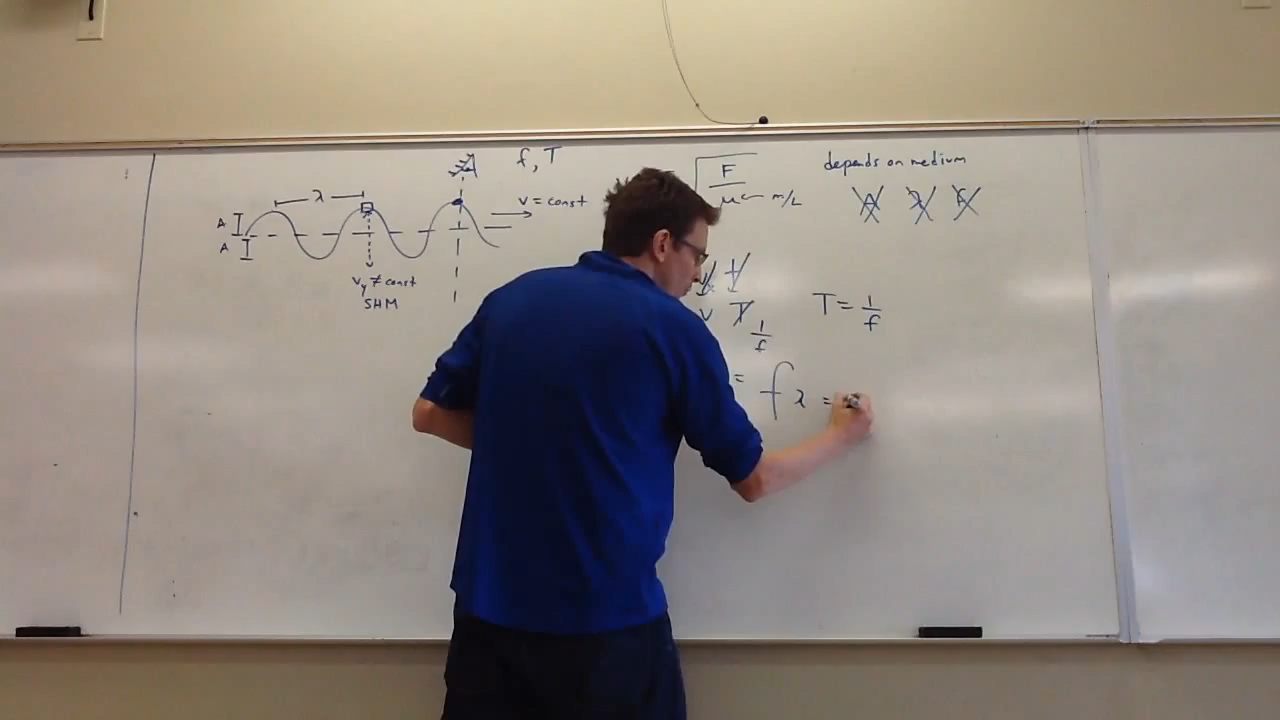 f, T
λ
v = const
A
A
v_y ≠ const
SHM
√F/μ ← m/L
depends on medium
A λ f
v T
1/f
T = 1/f
= f λ =